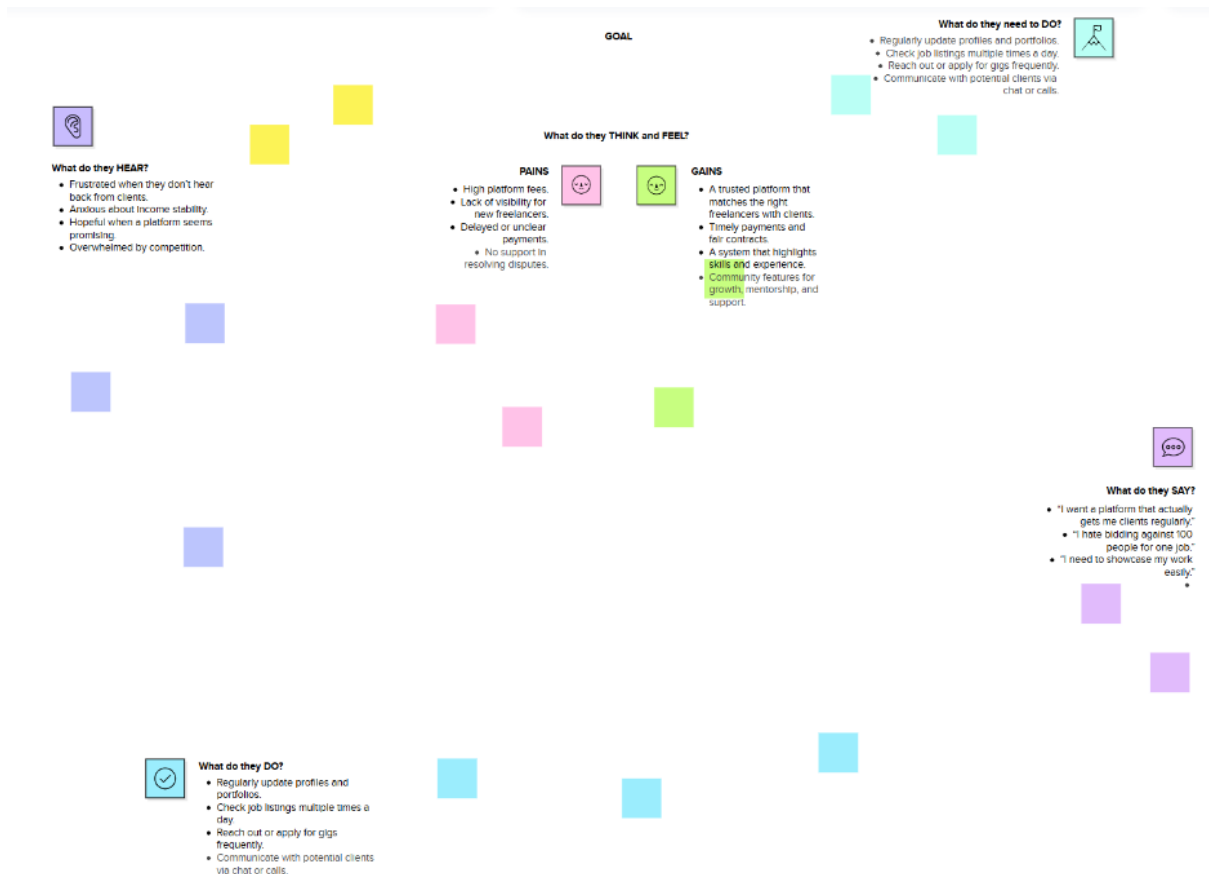 GOAL
What do they need to DO?
• Regularly update profiles and portfolios.
• Check job listings multiple times a day.
• Reach out or apply for gigs frequently.
• Communicate with potential clients via
chat or calls.
What do they HEAR?
• Frustrated when they don't hear
back from clients.
• Anxious about income stability.
• Hopeful when a platform seems
promising.
• Overwhelmed by competition.
What do they THINK and FEEL?
PAINS
• High platform fees.
• Lack of visibility for
new freelancers.
• Delayed or unclear
payments.
• No support in
resolving disputes.
GAINS
• A trusted platform that
matches the right
freelancers with clients.
• Timely payments and
fair contracts.
• A system that highlights
skills and experience.
• Community features for
growth, mentorship, and
support.
What do they SAY?
• "I want a platform that actually
gets me clients regularly."
• "I hate bidding against 100
people for one job."
• "I need to showcase my work
easily."
•
What do they DO?
• Regularly update profiles and
portfolios.
• Check job listings multiple times a
day.
• Reach out or apply for gigs
frequently.
• Communicate with potential clients
via chat or calls.